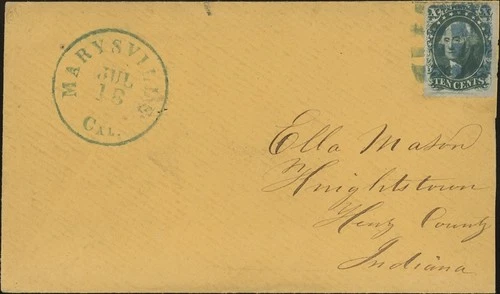 MARYSVILLE
JUL
18
CAL.
TEN CENTS
Ella Mason
Knightstown
Henry County
Indiana